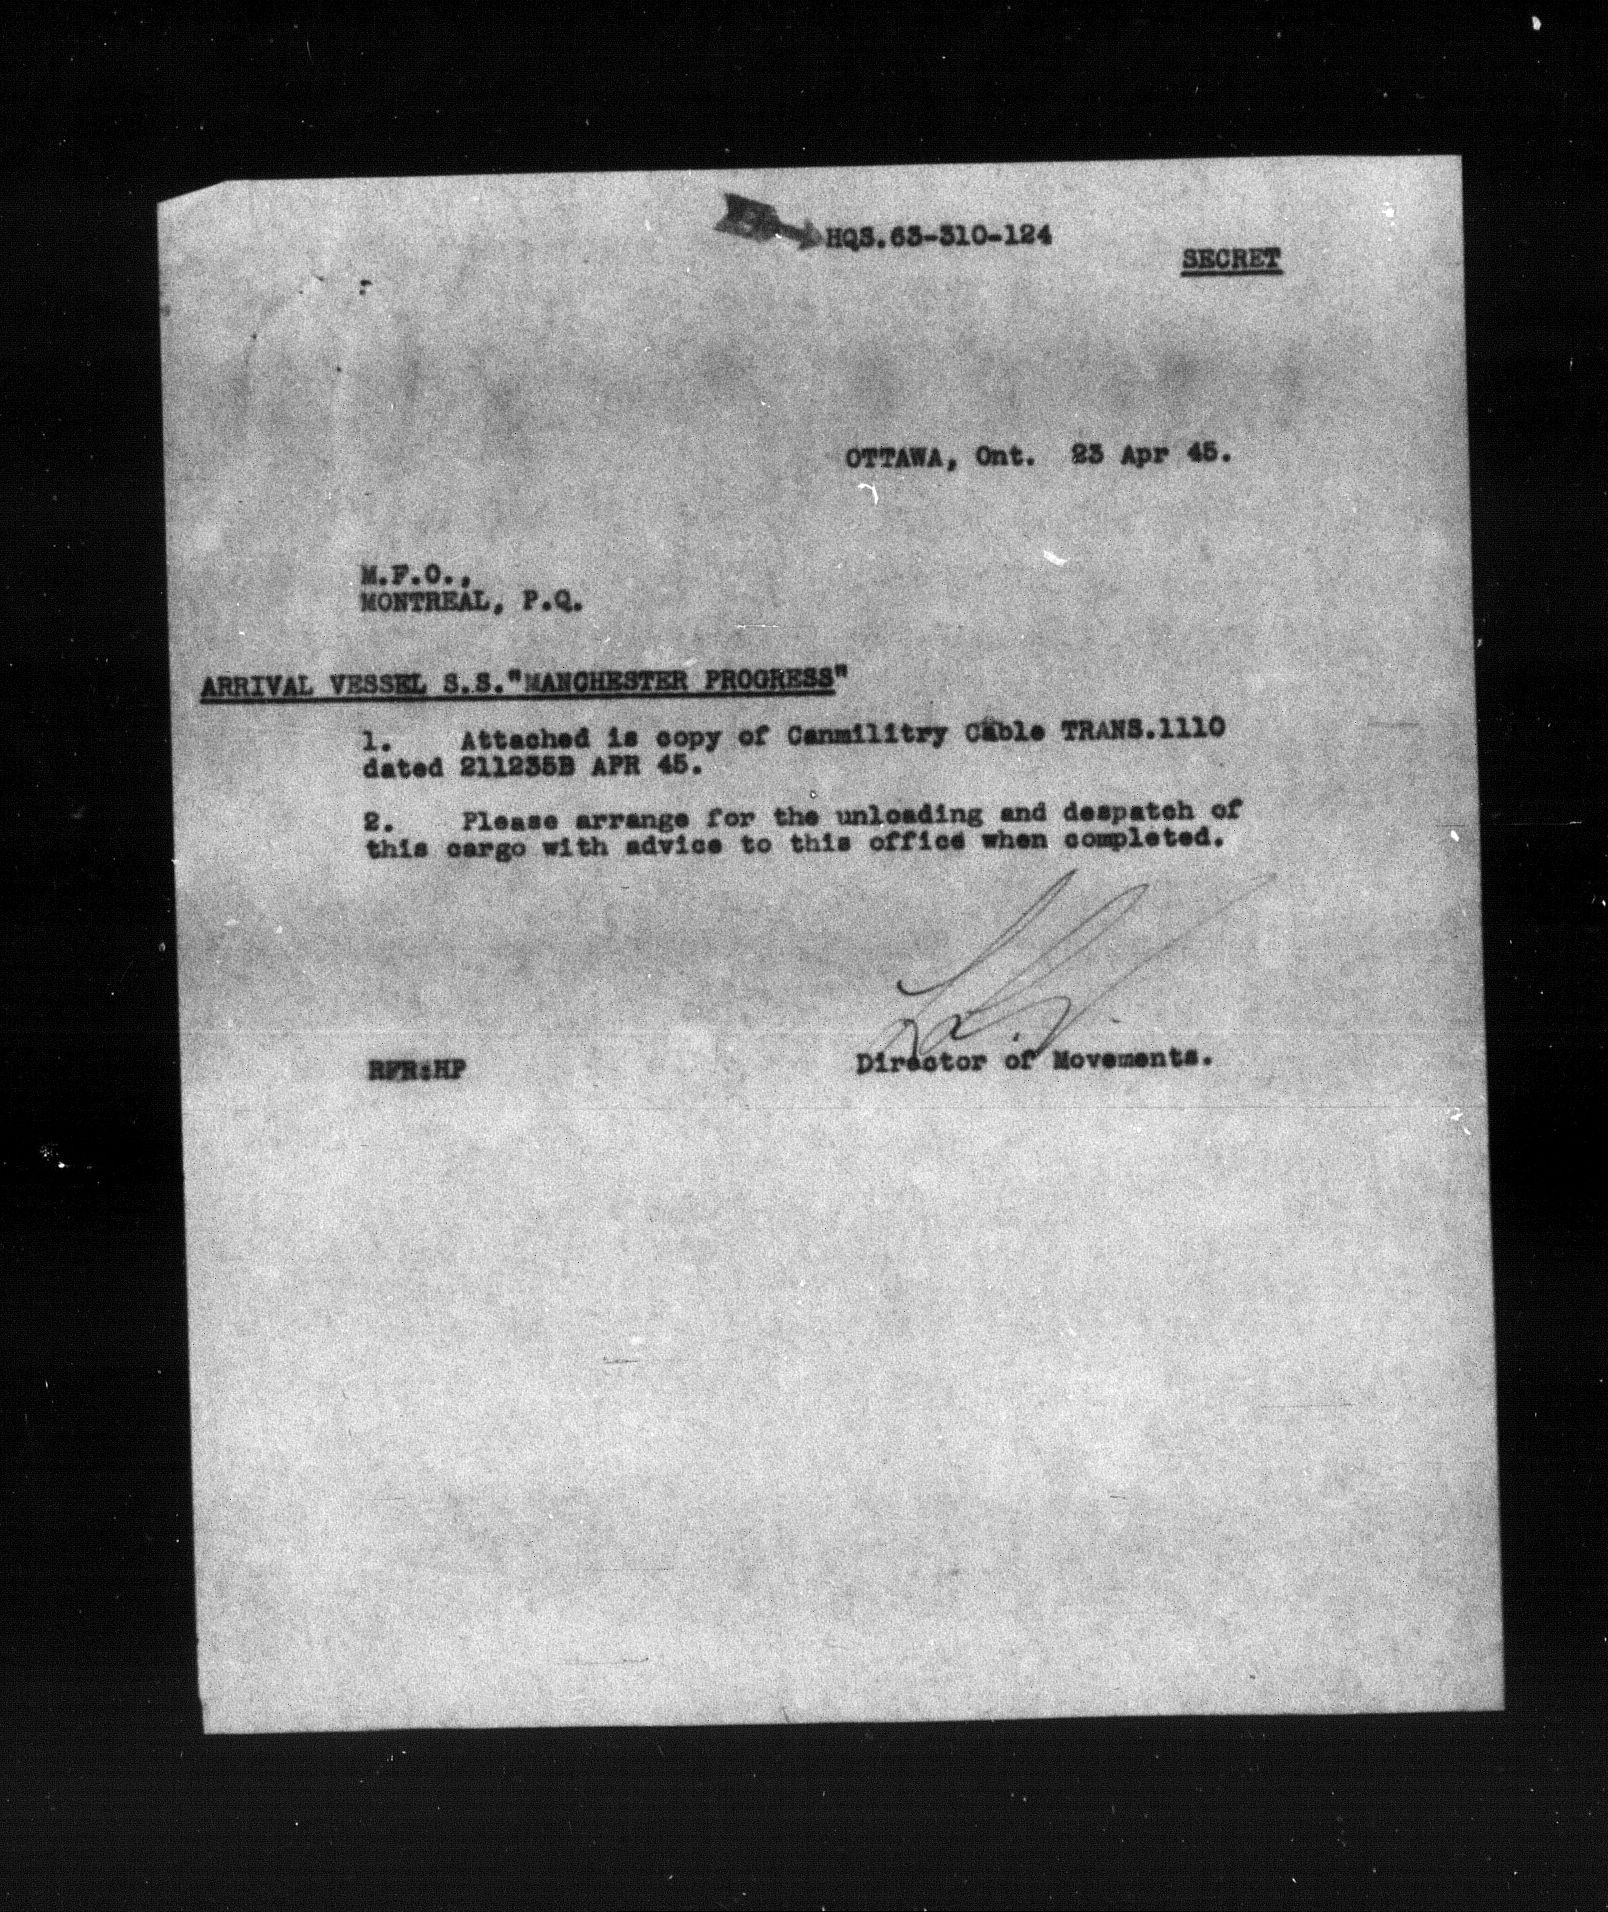 HQS.63-310-124
SECRET
OTTAWA, Ont. 23 Apr 45.
M.F.O.,
MONTREAL, P.Q.
ARRIVAL VESSEL S.S."MANCHESTER PROGRESS"
1. Attached is copy of Canmilitry Cable TRANS.1110
dated 211235B APR 45.
2. Please arrange for the unloading and despatch of
this cargo with advice to this office when completed.
RFR:HP
Director of Movements.